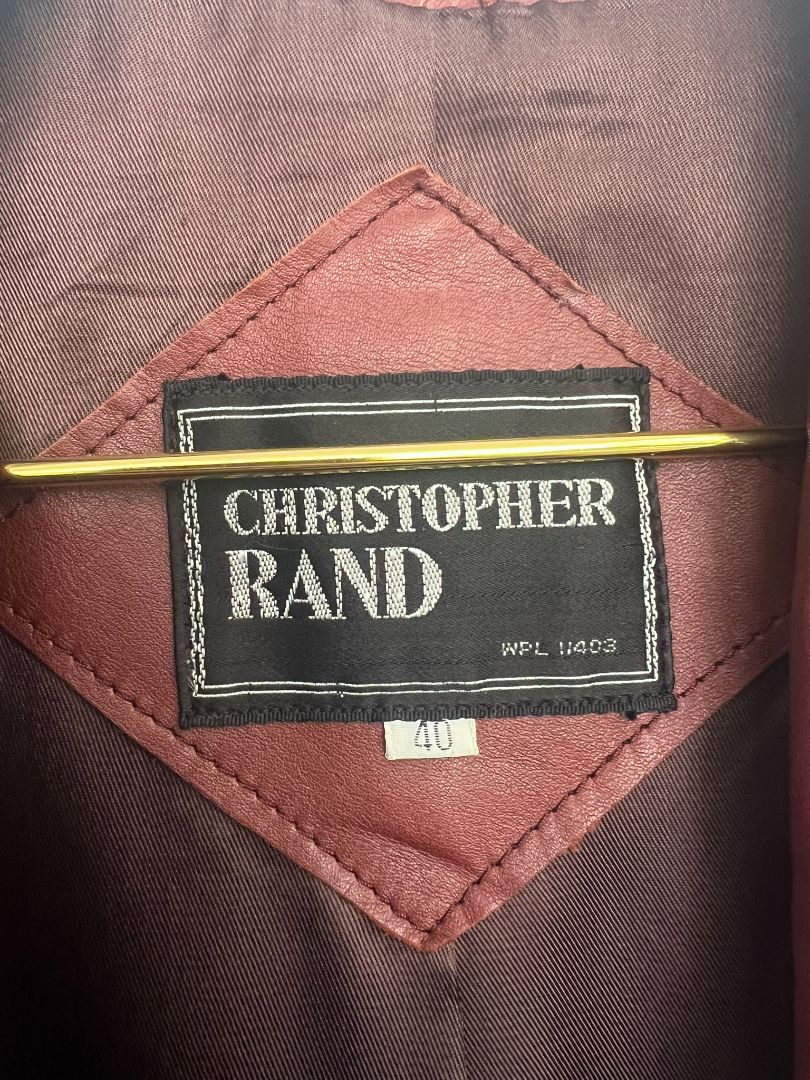 CHRISTOPHER
RAND
WPL 11403
40